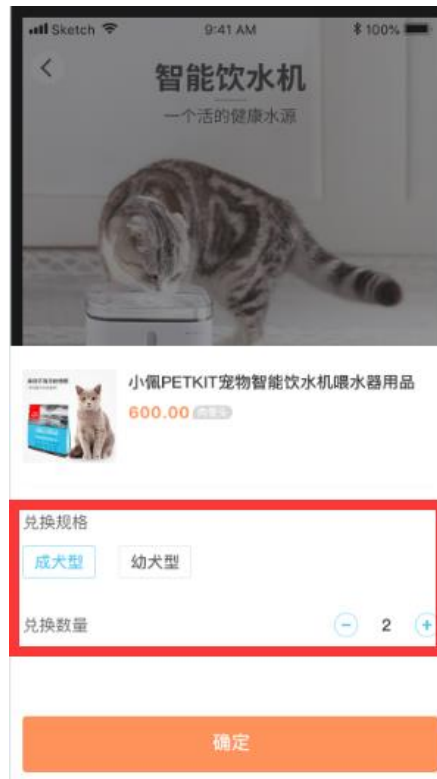 Sketch 9:41 AM 100%
智能饮水机
一个活的健康水源
小佩PETKIT宠物智能饮水机喂水器用品
600.00
兑换规格
成犬型 幼犬型
兑换数量 - 2 +
确定